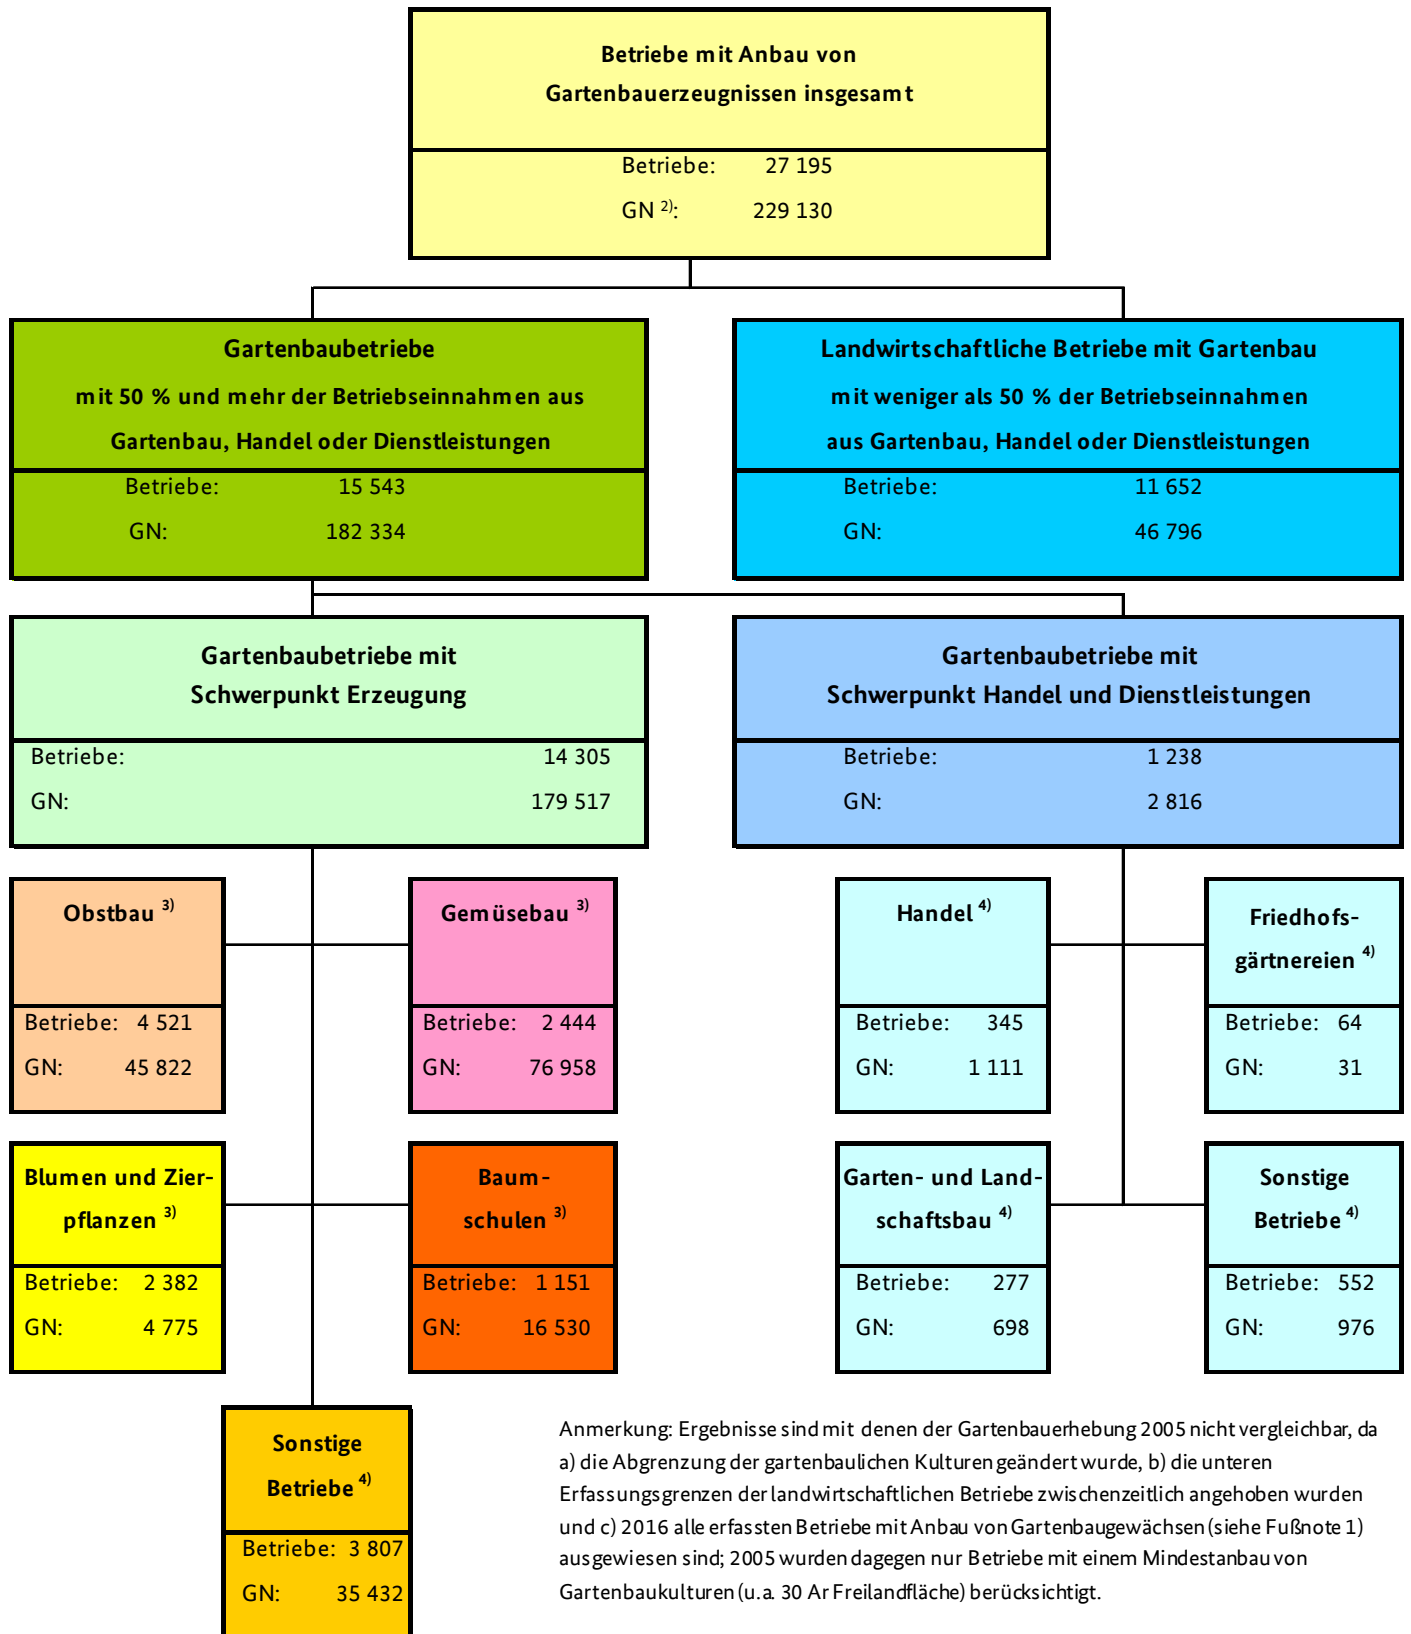 Betriebe mit Anbau von
Gartenbauerzeugnissen insgesamt
Betriebe: 27 195
GN 2): 229 130
Gartenbaubetriebe
mit 50 % und mehr der Betriebseinnahmen aus
Gartenbau, Handel oder Dienstleistungen
Betriebe: 15 543
GN: 182 334
Landwirtschaftliche Betriebe mit Gartenbau
mit weniger als 50 % der Betriebseinnahmen
aus Gartenbau, Handel oder Dienstleistungen
Betriebe: 11 652
GN: 46 796
Gartenbaubetriebe mit
Schwerpunkt Erzeugung
Betriebe: 14 305
GN: 179 517
Gartenbaubetriebe mit
Schwerpunkt Handel und Dienstleistungen
Betriebe: 1 238
GN: 2 816
Obstbau 3)
Betriebe: 4 521
GN: 45 822
Gemüsebau 3)
Betriebe: 2 444
GN: 76 958
Handel 4)
Betriebe: 345
GN: 1 111
Friedhofs-
gärtnereien 4)
Betriebe: 64
GN: 31
Blumen und Zier-
pflanzen 3)
Betriebe: 2 382
GN: 4 775
Baum-
schulen 3)
Betriebe: 1 151
GN: 16 530
Garten- und Land-
schaftsbau 4)
Betriebe: 277
GN: 698
Sonstige
Betriebe 4)
Betriebe: 552
GN: 976
Sonstige
Betriebe 4)
Betriebe: 3 807
GN: 35 432
Anmerkung: Ergebnisse sind mit denen der Gartenbauerhebung 2005 nicht vergleichbar, da
a) die Abgrenzung der gartenbaulichen Kulturen geändert wurde, b) die unteren
Erfassungsgrenzen der landwirtschaftlichen Betriebe zwischenzeitlich angehoben wurden
und c) 2016 alle erfassten Betriebe mit Anbau von Gartenbaugewächsen (siehe Fußnote 1)
ausgewiesen sind; 2005 wurden dagegen nur Betriebe mit einem Mindestanbau von
Gartenbaukulturen (u.a. 30 Ar Freilandfläche) berücksichtigt.